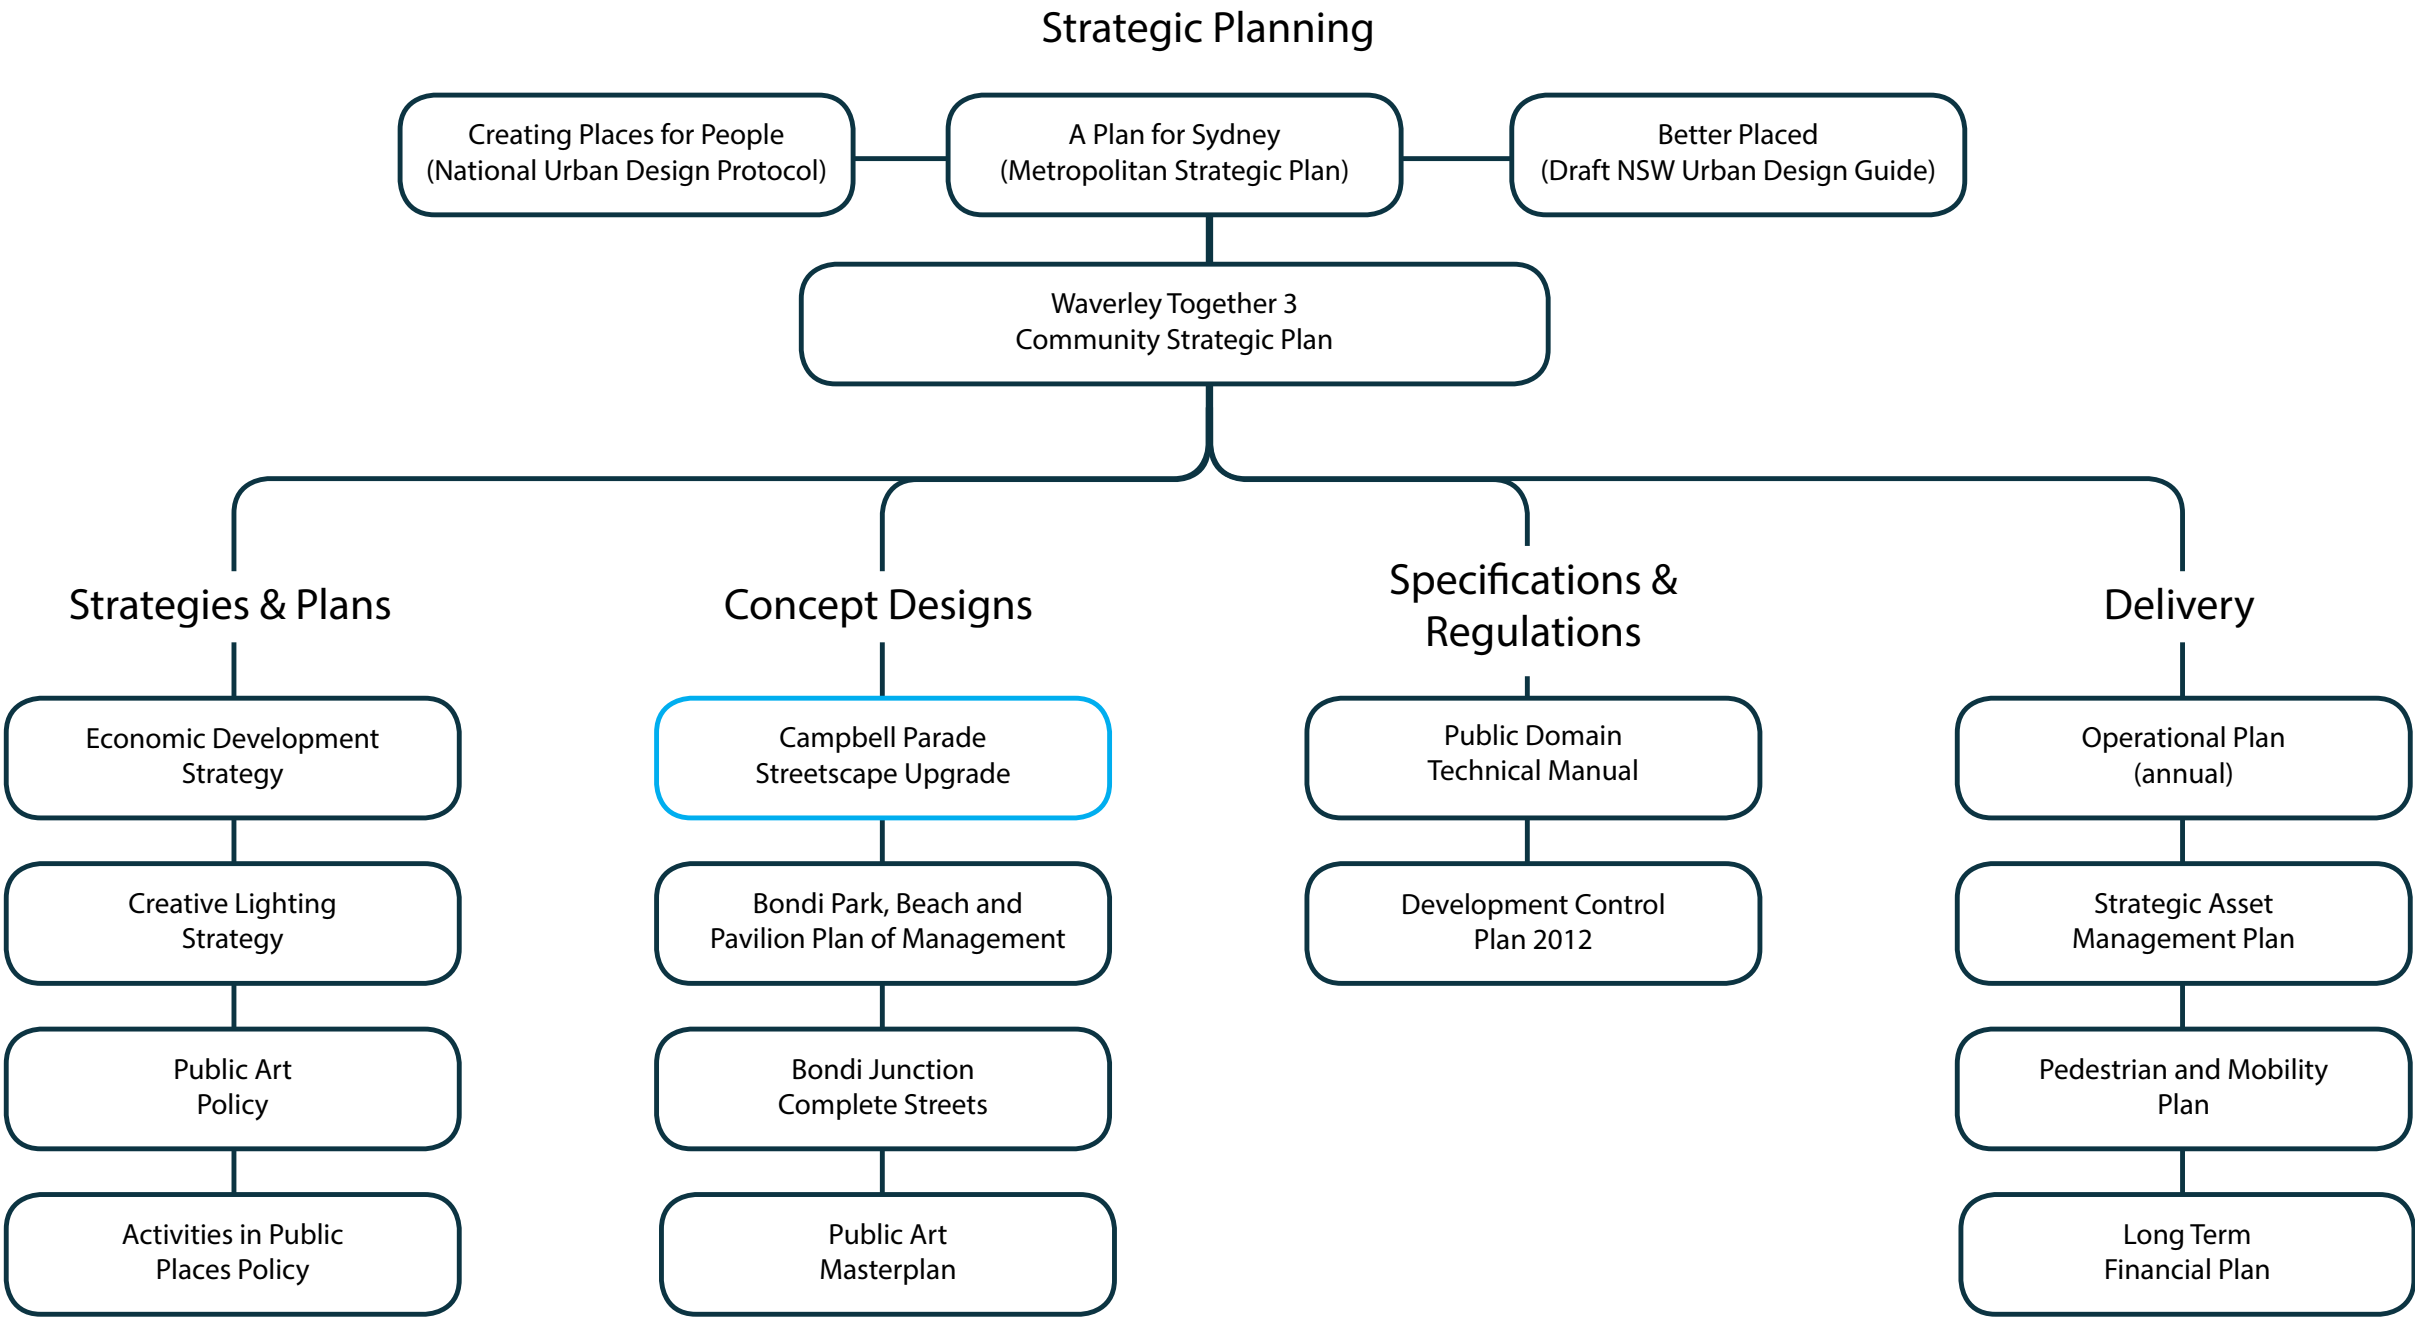 Strategic Planning
Creating Places for People
(National Urban Design Protocol)
A Plan for Sydney
(Metropolitan Strategic Plan)
Better Placed
(Draft NSW Urban Design Guide)
Waverley Together 3
Community Strategic Plan
Strategies & Plans
Economic Development
Strategy
Creative Lighting
Strategy
Public Art
Policy
Activities in Public
Places Policy
Concept Designs
Campbell Parade
Streetscape Upgrade
Bondi Park, Beach and
Pavilion Plan of Management
Bondi Junction
Complete Streets
Public Art
Masterplan
Specifications &
Regulations
Public Domain
Technical Manual
Development Control
Plan 2012
Delivery
Operational Plan
(annual)
Strategic Asset
Management Plan
Pedestrian and Mobility
Plan
Long Term
Financial Plan